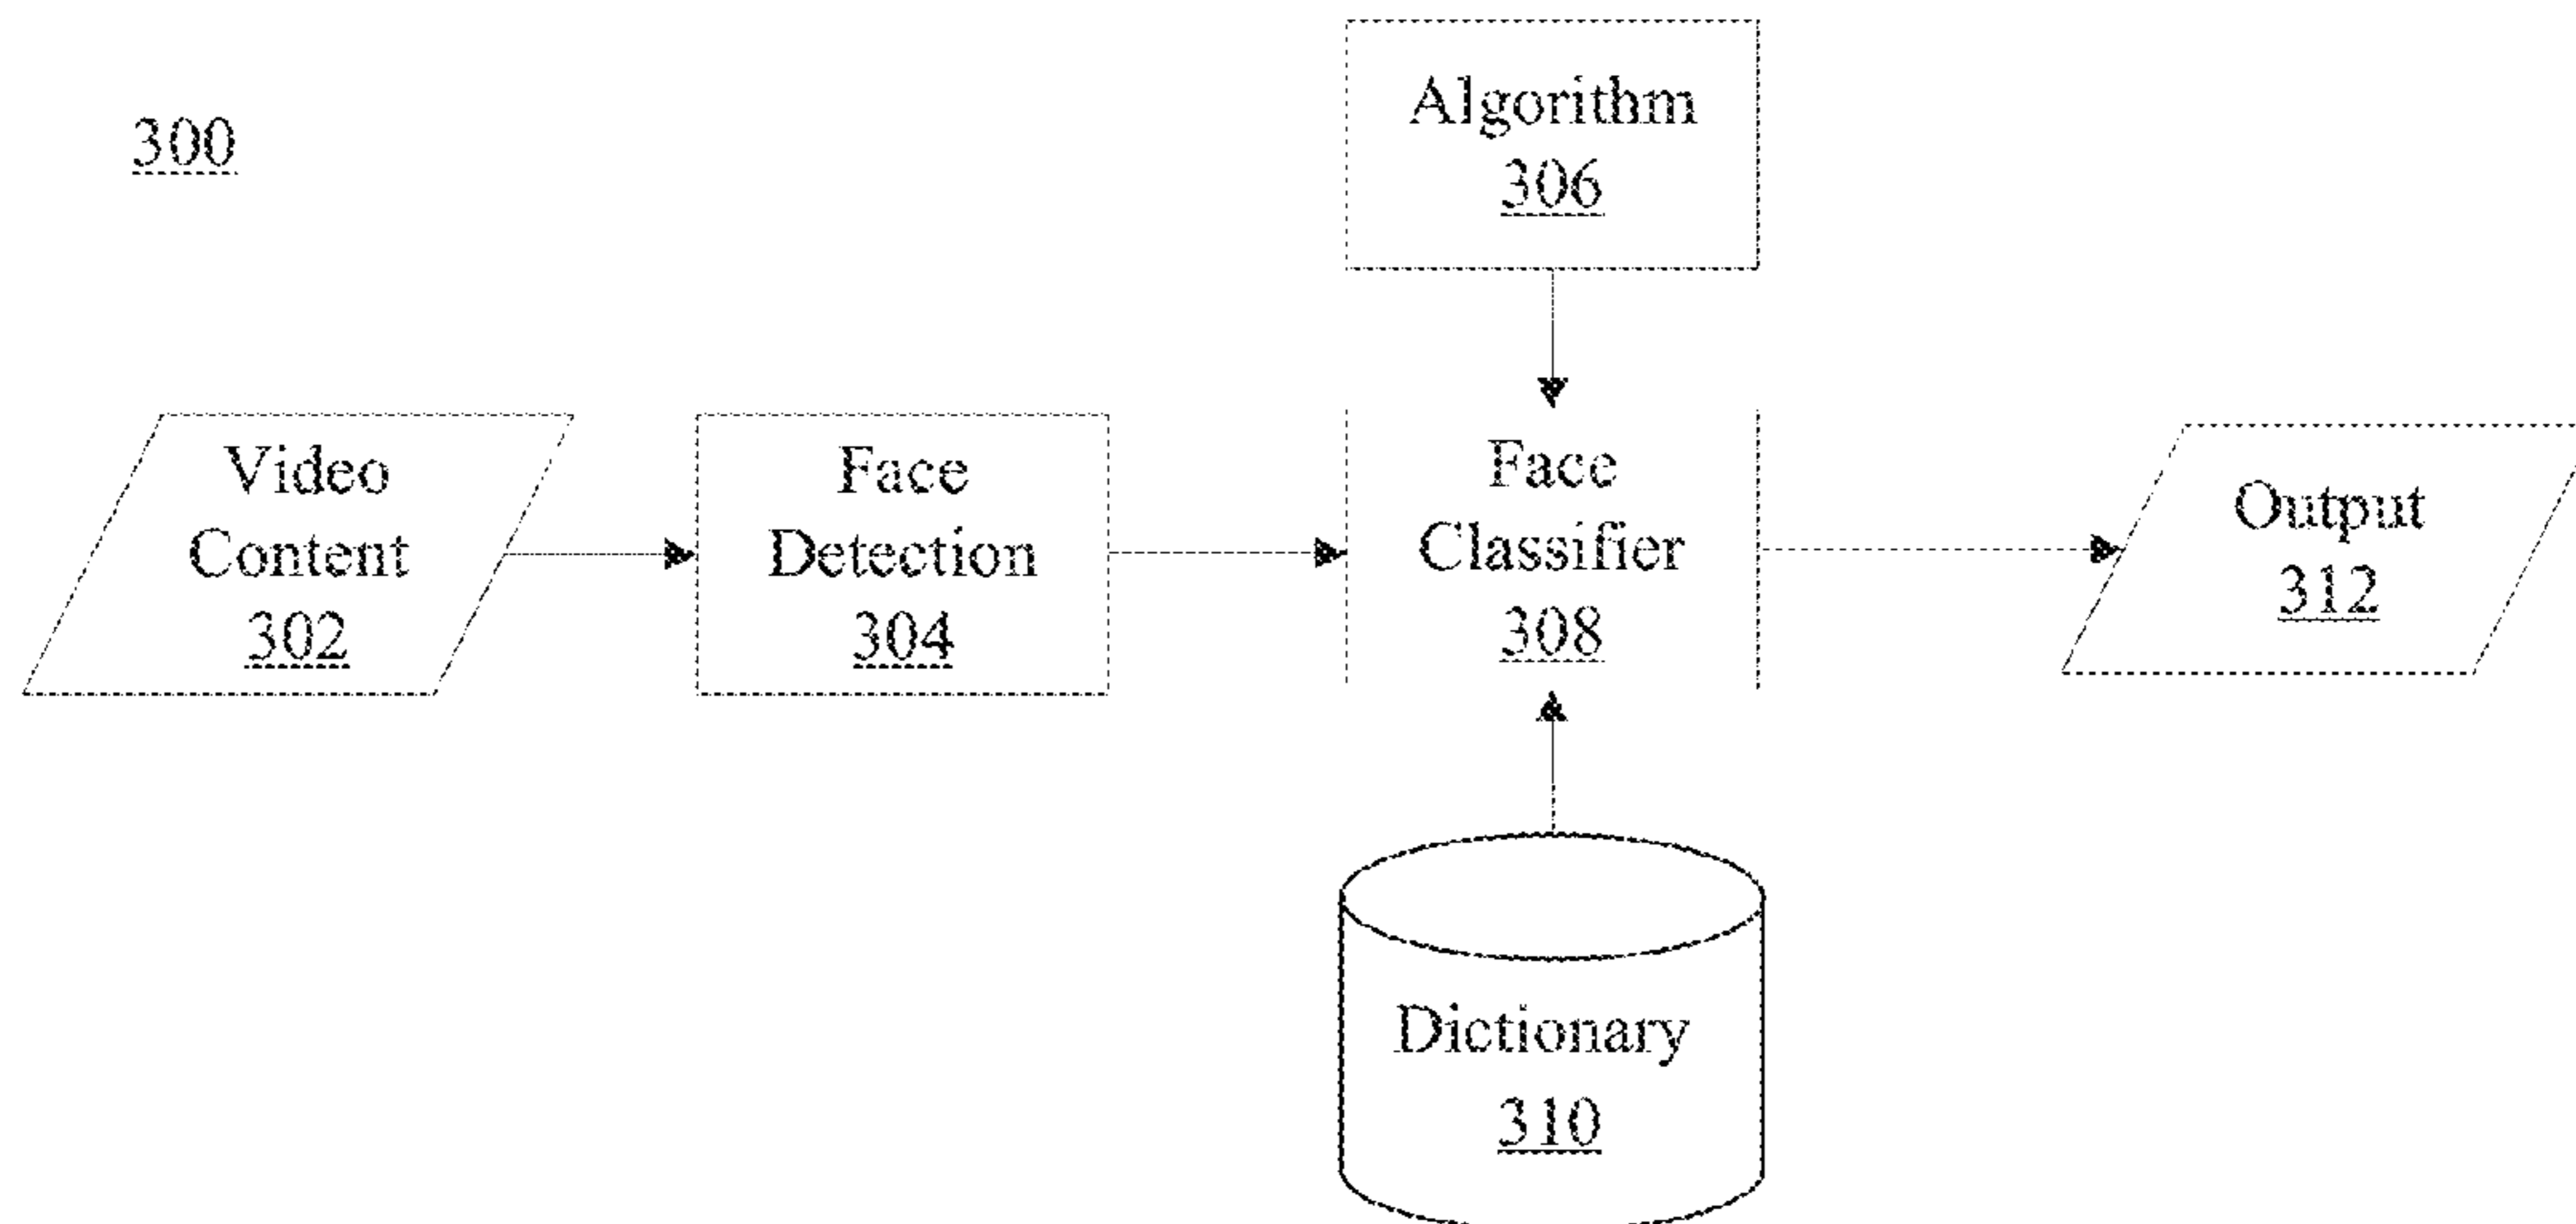 300
Algorithm
306
Video
Content
302
Face
Detection
304
Face
Classifier
308
Output
312
Dictionary
310